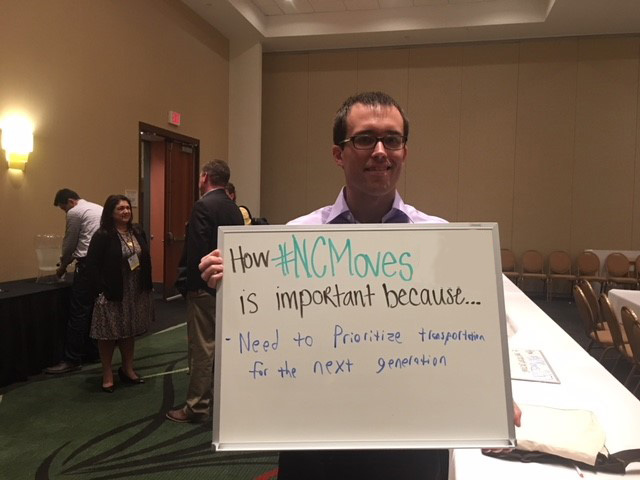 How #NCMoves
is important because...
- Need to Prioritize transportation
for the next generation